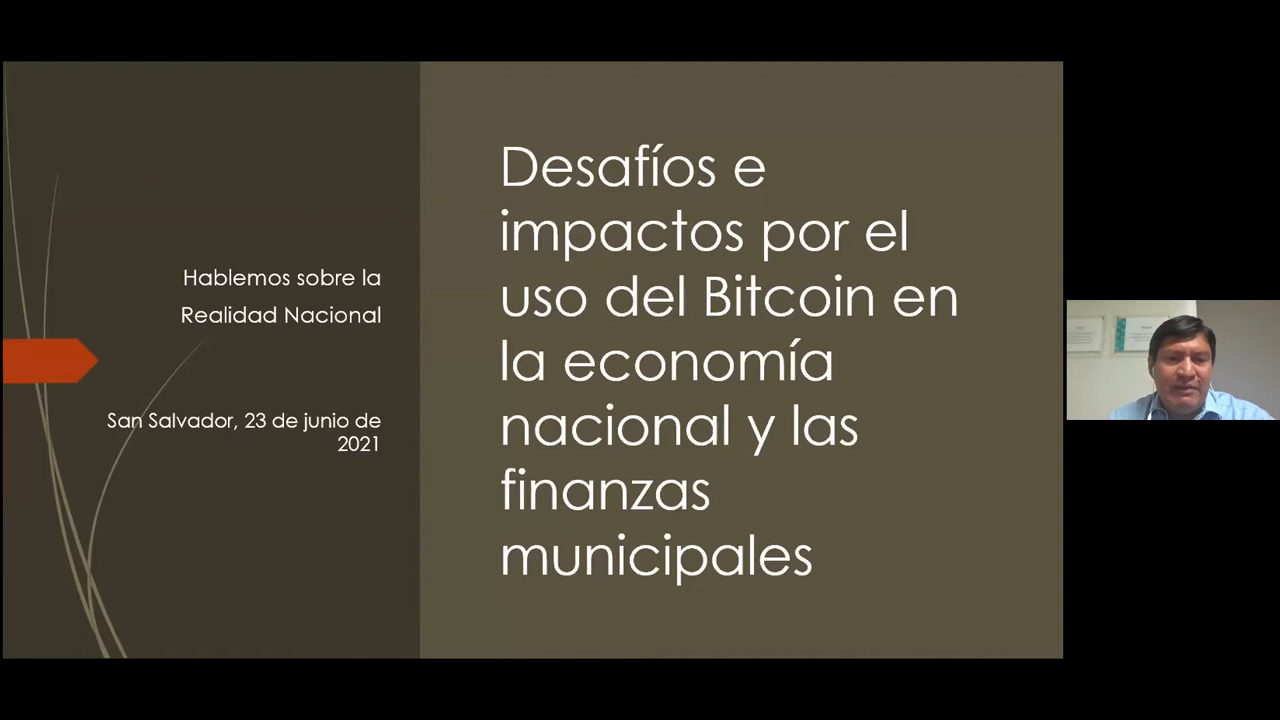 Hablemos sobre la
Realidad Nacional
San Salvador, 23 de junio de
2021
Desafíos e
impactos por el
uso del Bitcoin en
la economía
nacional y las
finanzas
municipales